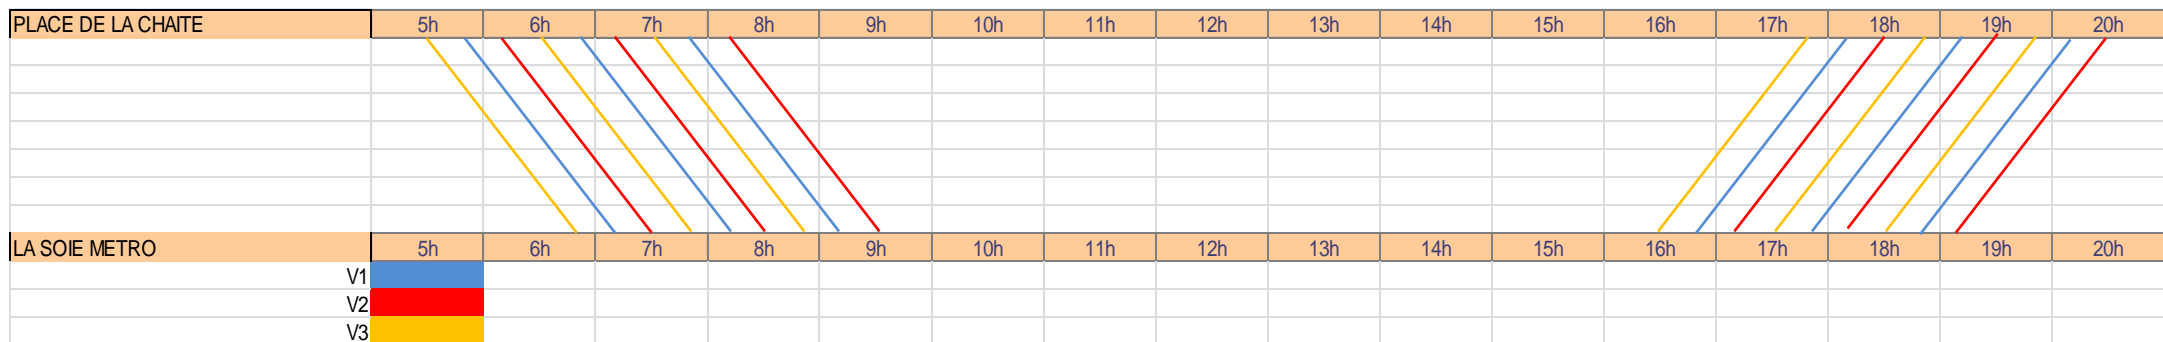 PLACE DE LA CHAITE 5h 6h 7h 8h 9h 10h 11h 12h 13h 14h 15h 16h 17h 18h 19h 20h
LA SOIE METRO 5h 6h 7h 8h 9h 10h 11h 12h 13h 14h 15h 16h 17h 18h 19h 20h
V1
V2
V3